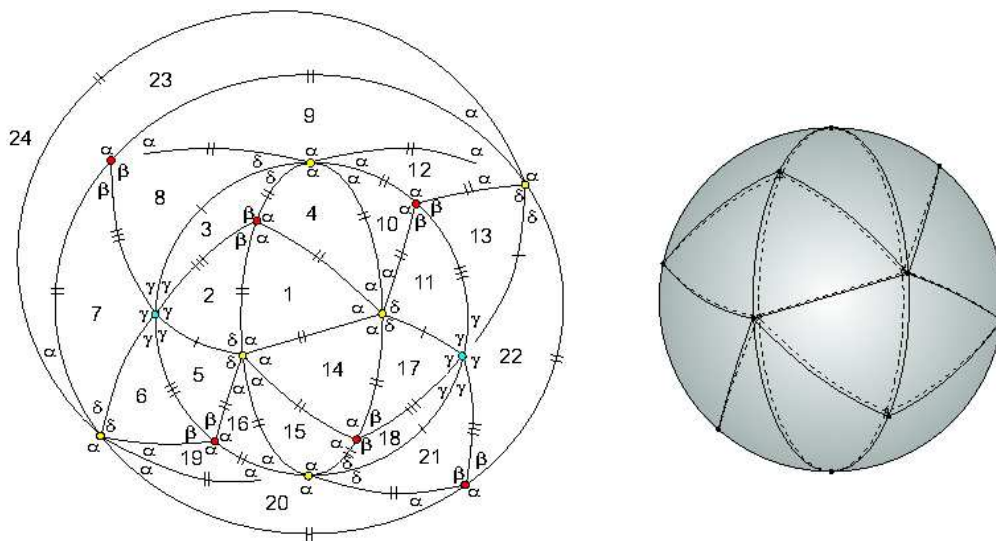 23
α
24
9
α
α
α
α
12
α
β
β
δ
α
α
α
δ
8
δ
α
β
δ
10
13
3
4
β
α
β
α
α
11
2
1
γ
γ
α
α
δ
7
γ
γ
α
δ
γ
γ
γ
δ
α
γ
γ
22
α
5
δ
α
14
17
γ
γ
6
α
α
δ
β
β
16
15
β
18
β
α
α
β
α
α
19
α
α
δ
21
β
β
α
α
α
δ
20
α
α